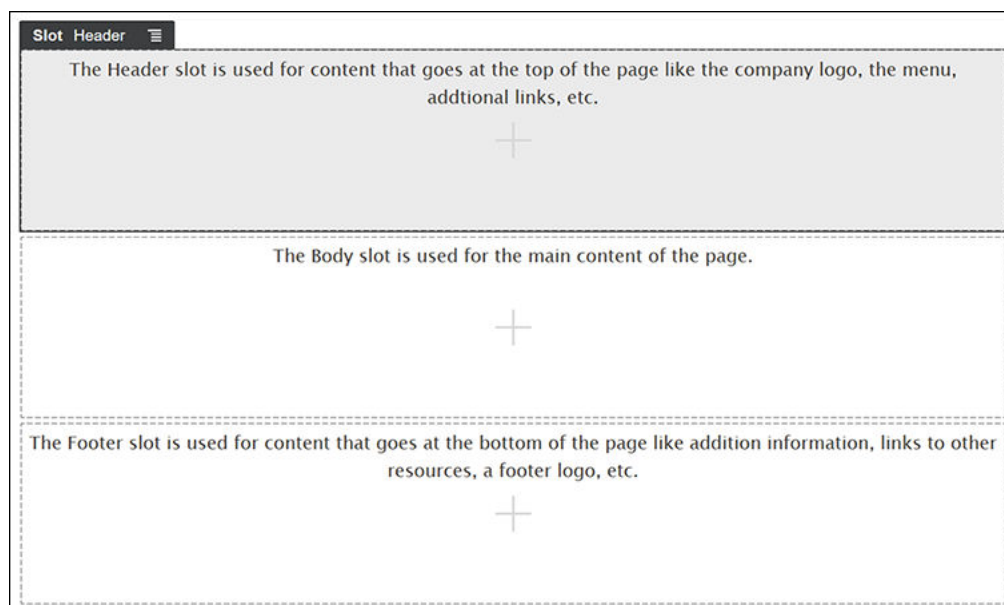 Slot Header
The Header slot is used for content that goes at the top of the page like the company logo, the menu,
addtional links, etc.
The Body slot is used for the main content of the page.
The Footer slot is used for content that goes at the bottom of the page like addition information, links to other
resources, a footer logo, etc.